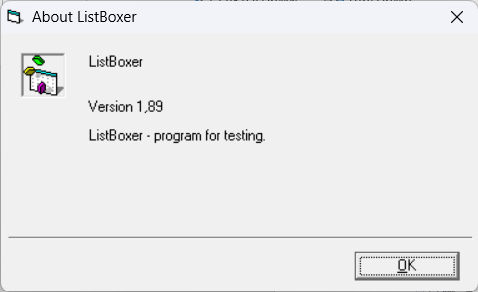 About ListBoxer
ListBoxer
Version 1,89
ListBoxer - program for testing.
OK